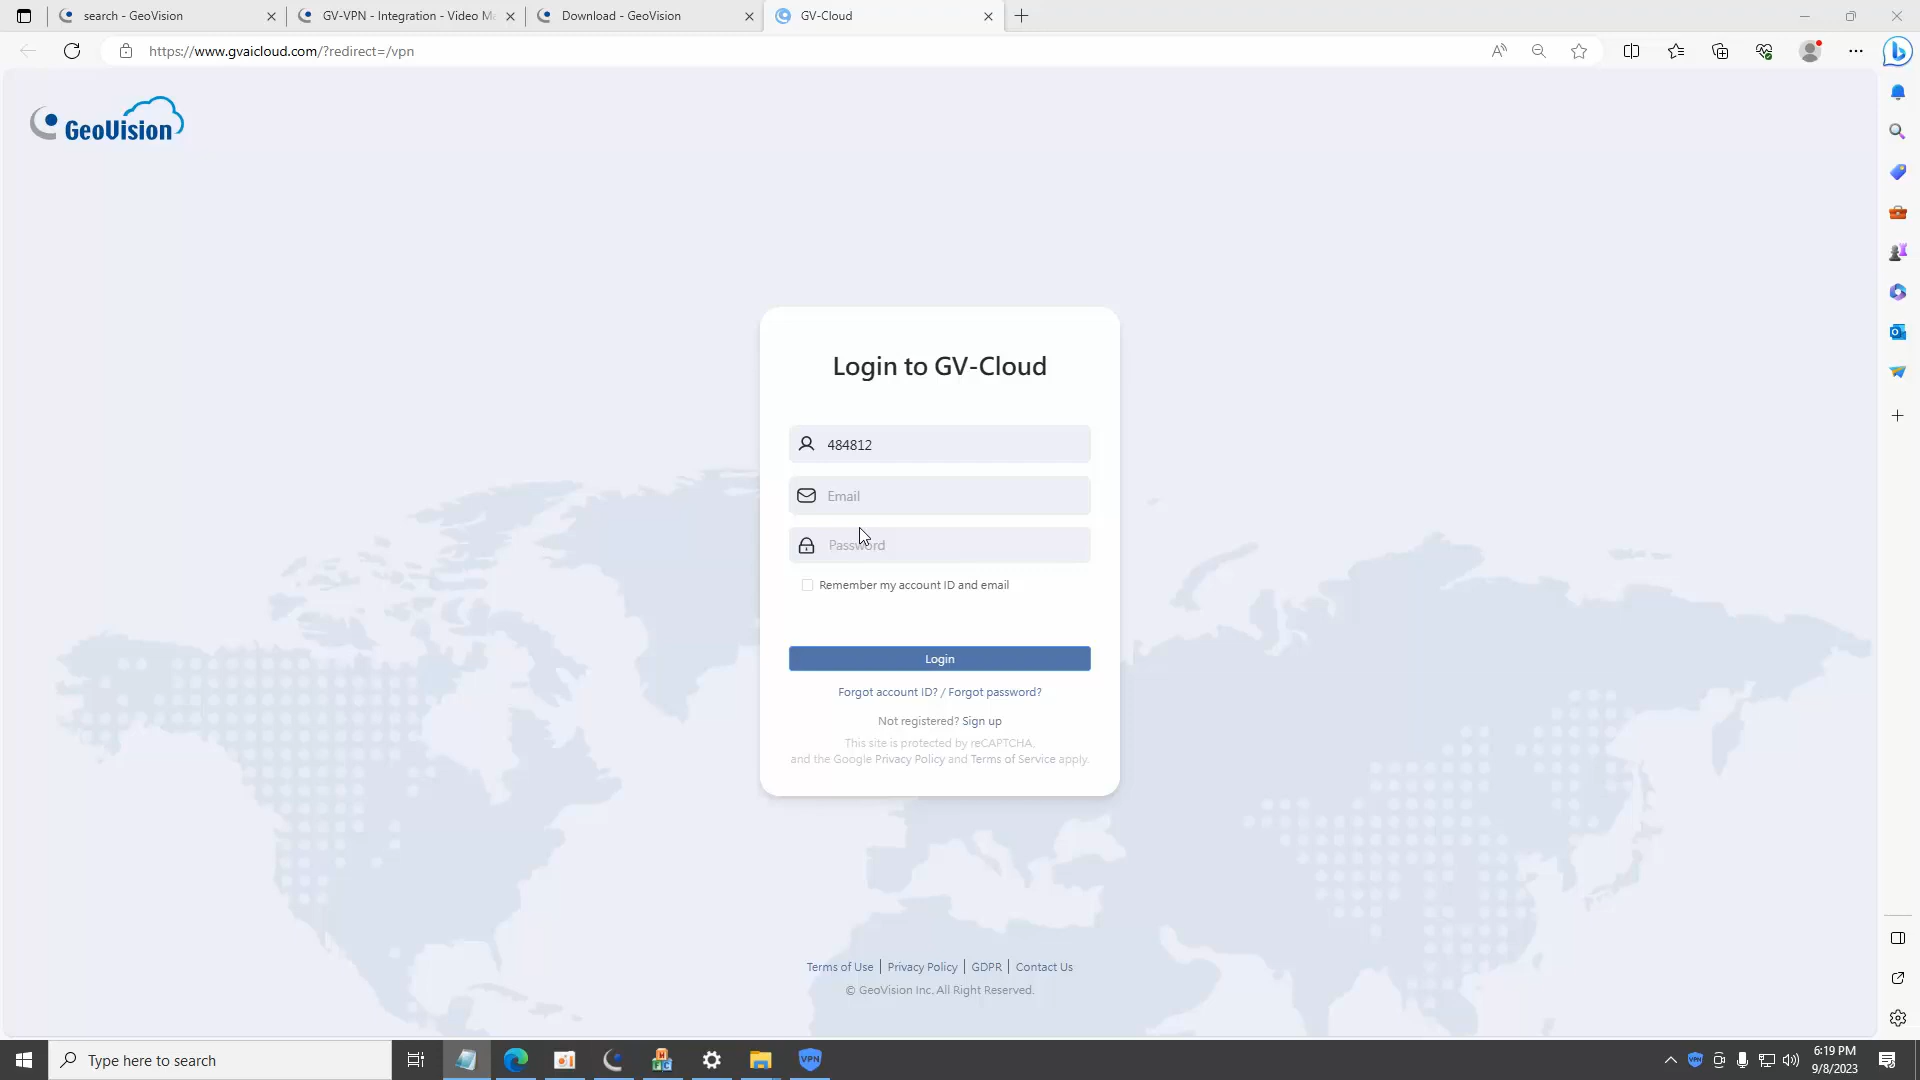 search - GeoVision
GV-VPN - Integration - Video Ma
Download - GeoVision
GV-Cloud
https://www.gvaicloud.com/?redirect=/vpn
GeoVision
Login to GV-Cloud
484812
Email
Password
Remember my account ID and email
Login
Forgot account ID? / Forgot password?
Not registered? Sign up
This site is protected by reCAPTCHA,
and the Google Privacy Policy and Terms of Service apply.
Terms of Use | Privacy Policy | GDPR | Contact Us
© GeoVision Inc. All Right Reserved.
Type here to search
VPN
6:19 PM
9/8/2023